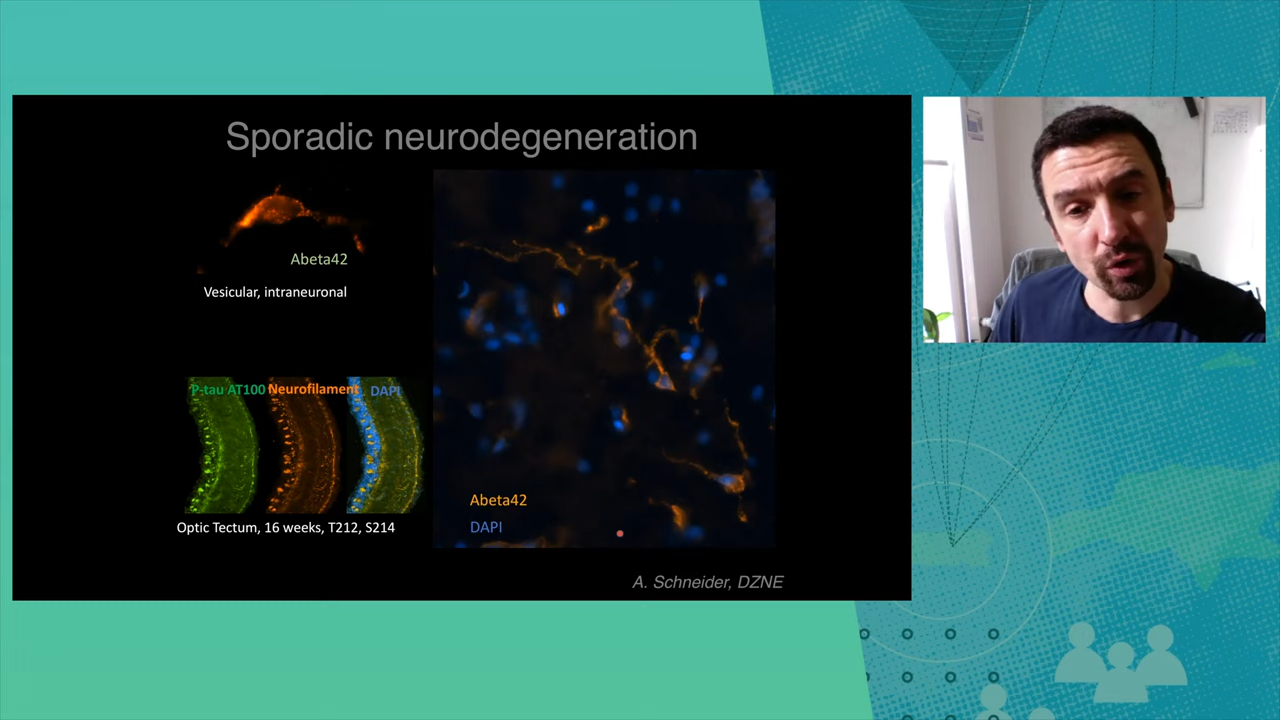 Sporadic neurodegeneration
Abeta42
Vesicular, intraneuronal
P-tau AT100 Neurofilament DAPI
Optic Tectum, 16 weeks, T212, S214
Abeta42
DAPI
A. Schneider, DZNE